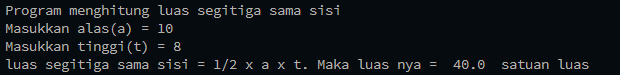 Program menghitung luas segitiga sama sisi
Masukkan alas(a) = 10
Masukkan tinggi(t) = 8
luas segitiga sama sisi = 1/2 x a x t. Maka luas nya =  40.0  satuan luas